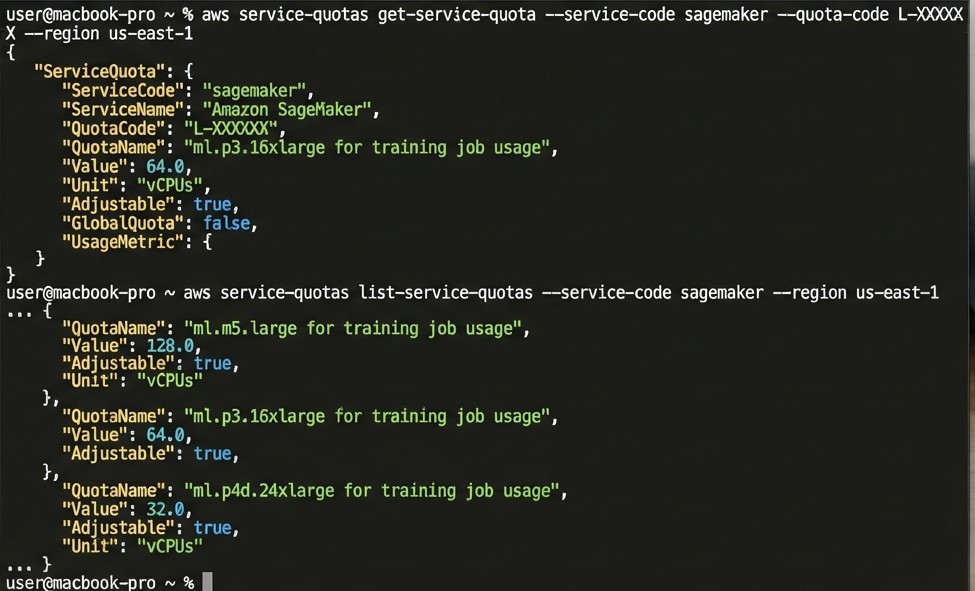 user@macbook-pro ~ % aws service-quotas get-service-quota --service-code sagemaker --quota-code L-XXXXX
X --region us-east-1
{
"ServiceQuota": {
"ServiceCode": "sagemaker",
"ServiceName": "Amazon SageMaker",
"QuotaCode": "L-XXXXXX",
"QuotaName": "ml.p3.16xlarge for training job usage",
"Value": 64.0,
"Unit": "vCPUs",
"Adjustable": true,
"GlobalQuota": false,
"UsageMetric": {
}
}
user@macbook-pro ~ aws service-quotas list-service-quotas --service-code sagemaker --region us-east-1
... {
"QuotaName": "ml.m5.large for training job usage",
"Value": 128.0,
"Adjustable": true,
"Unit": "vCPUs"
},
"QuotaName": "ml.p3.16xlarge for training job usage",
"Value": 64.0,
"Adjustable": true,
},
"QuotaName": "ml.p4d.24xlarge for training job usage",
"Value": 32.0,
"Adjustable": true,
"Unit": "vCPUs"
... }
user@macbook-pro ~ %